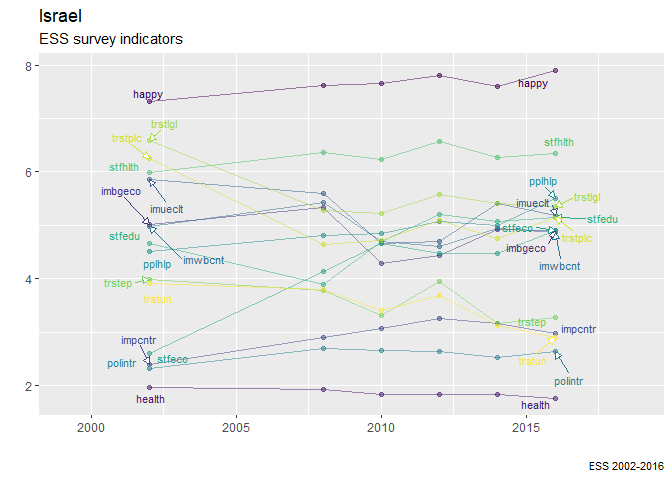 Israel
ESS survey indicators
8
happy
happy
trstlgl
trstplc
stfhlth
stfhlth
6
pplhlp
imbgeco
imueclt
imueclt
trstlgl
stfedu
stfedu
stfeco
trstplc
imbgeco
pplhlp
imwbcnt
imwbcnt
4
trstep
trstun
trstep
impcntr
impcntr
polintr
stfeco
trstun
polintr
2
health
health
2000
2005
2010
2015
ESS 2002-2016